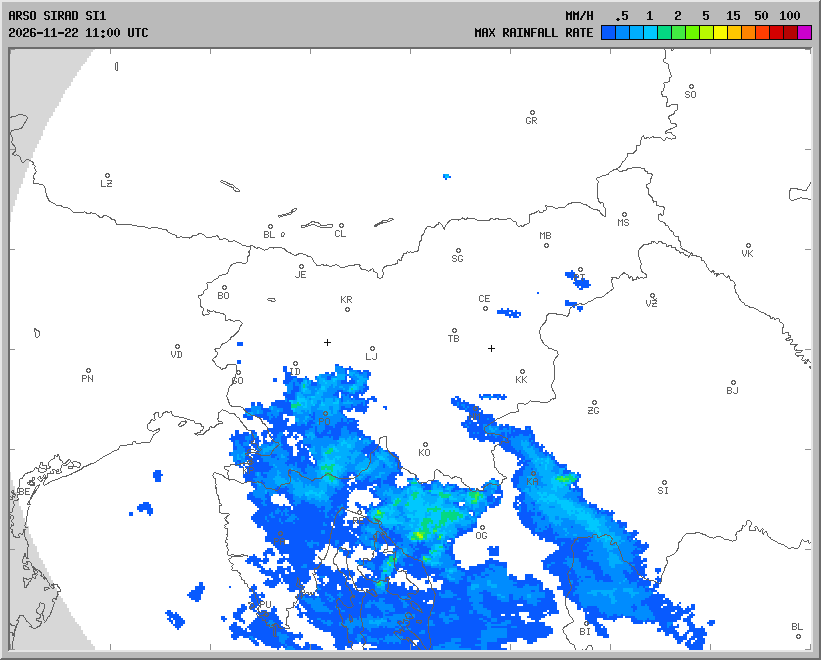 ARSO SIRAD SI1
2026-11-22 11:00 UTC
MM/H .5 1 2 5 15 50 100
MAX RAINFALL RATE
SO
GR
LZ
MS
BL
CL
MB
VK
SG
JE
PT
BO
KR
CE
VZ
TB
VD
LJ
ID
GO
PN
KK
BJ
ZG
KO
BE
SI
OG
PU
BI
BL